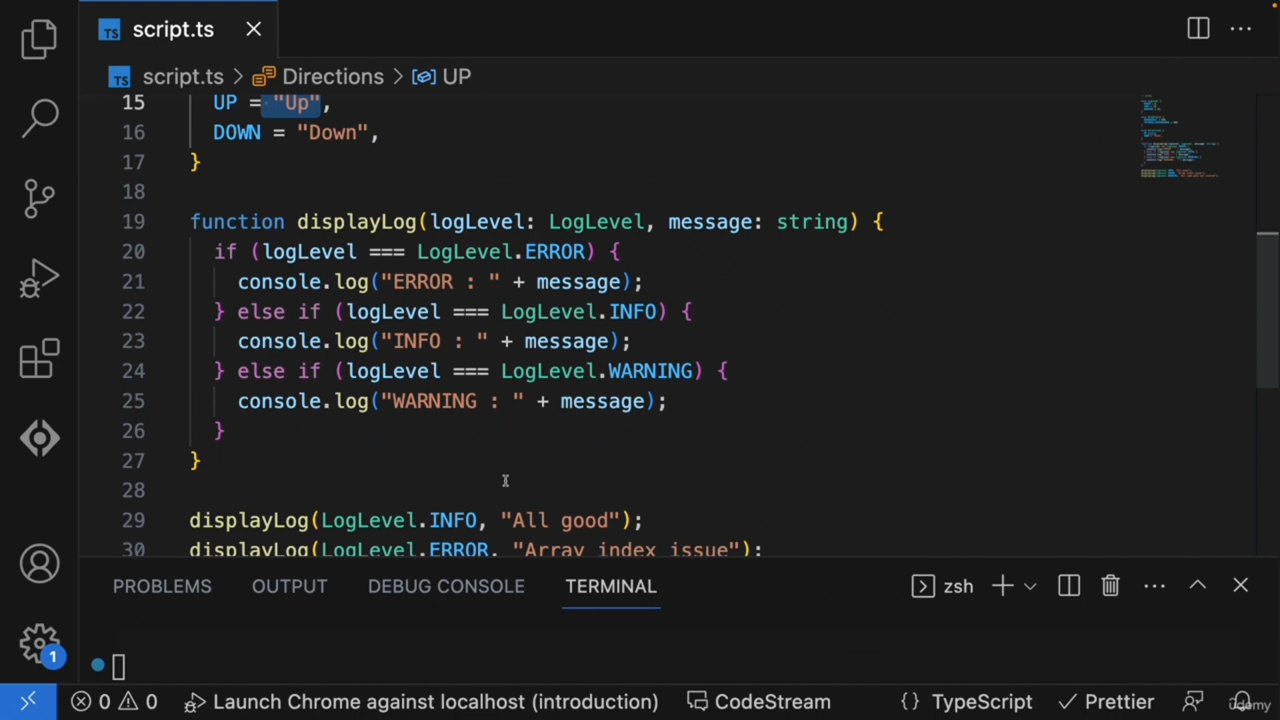 TS script.ts
TS script.ts > Directions > UP
15 UP = "Up",
16 DOWN = "Down",
17 }
18
19 function displayLog(logLevel: LogLevel, message: string) {
20 if (logLevel === LogLevel.ERROR) {
21 console.log("ERROR : " + message);
22 } else if (logLevel === LogLevel.INFO) {
23 console.log("INFO : " + message);
24 } else if (logLevel === LogLevel.WARNING) {
25 console.log("WARNING : " + message);
26 }
27 }
28
29 displayLog(LogLevel.INFO, "All good");
30 displayLog(LogLevel.ERROR, "Array index issue");
PROBLEMS OUTPUT DEBUG CONSOLE TERMINAL zsh
1
0 0 Launch Chrome against localhost (introduction) CodeStream {} TypeScript Prettier
udemy